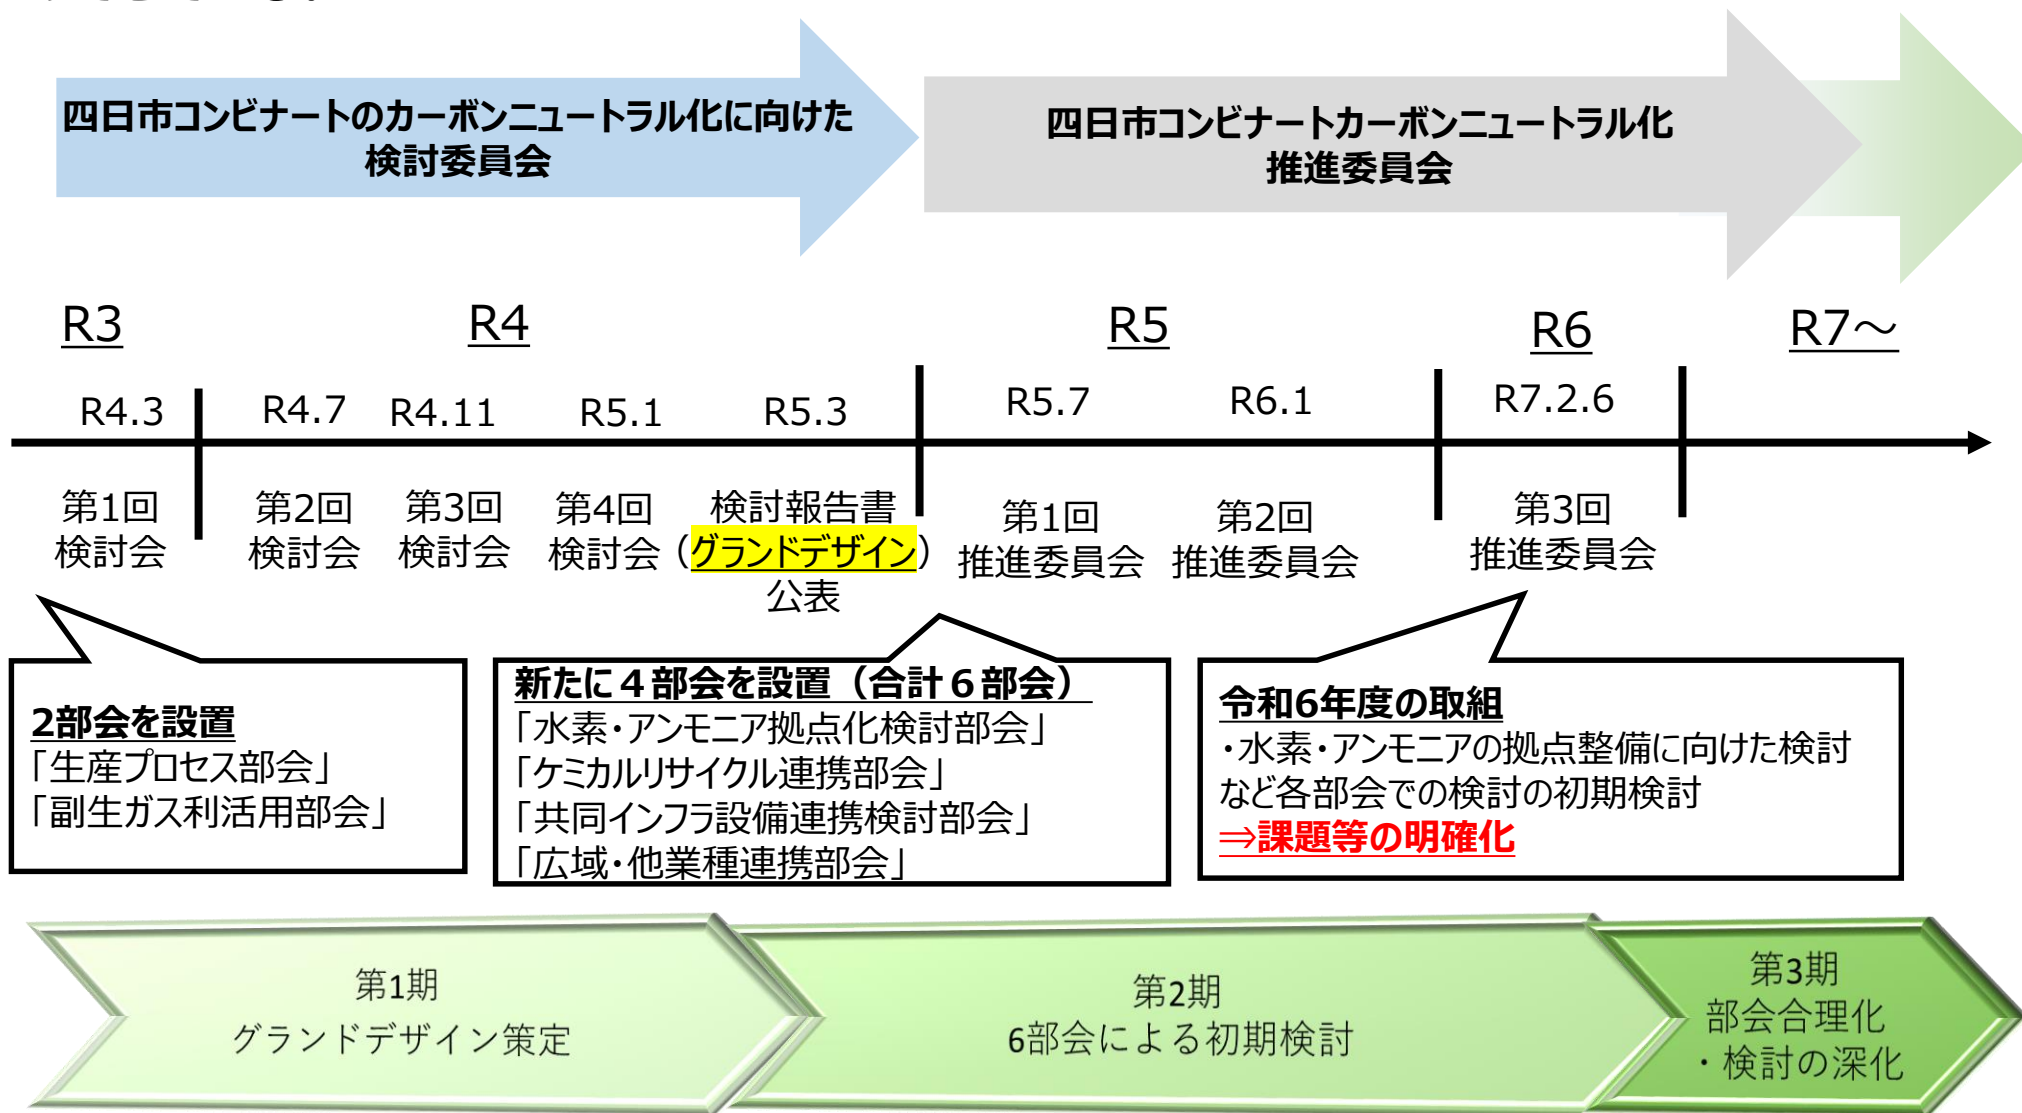 四日市コンビナートのカーボンニュートラル化に向けた
検討委員会
四日市コンビナートカーボンニュートラル化
推進委員会
R3
R4
R5
R6
R7～
R4.3
R4.7
R4.11
R5.1
R5.3
R5.7
R6.1
R7.2.6
第1回
検討会
第2回
検討会
第3回
検討会
第4回
検討会
検討報告書
（グランドデザイン）
公表
第1回
推進委員会
第2回
推進委員会
第3回
推進委員会
2部会を設置
「生産プロセス部会」
「副生ガス利活用部会」
新たに４部会を設置（合計６部会）
「水素・アンモニア拠点化検討部会」
「ケミカルリサイクル連携部会」
「共同インフラ設備連携検討部会」
「広域・他業種連携部会」
令和6年度の取組
・水素・アンモニアの拠点整備に向けた検討
など各部会での検討の初期検討
⇒課題等の明確化
第1期
グランドデザイン策定
第2期
6部会による初期検討
第3期
部会合理化
・検討の深化